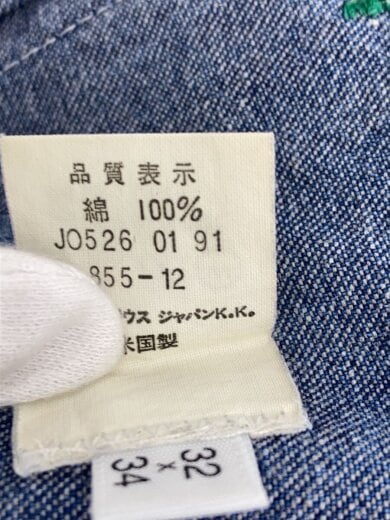 品質表示
綿 100%
JO526 01 91
855-12
ウス ジャパンK.K.
米国製
32 x 34